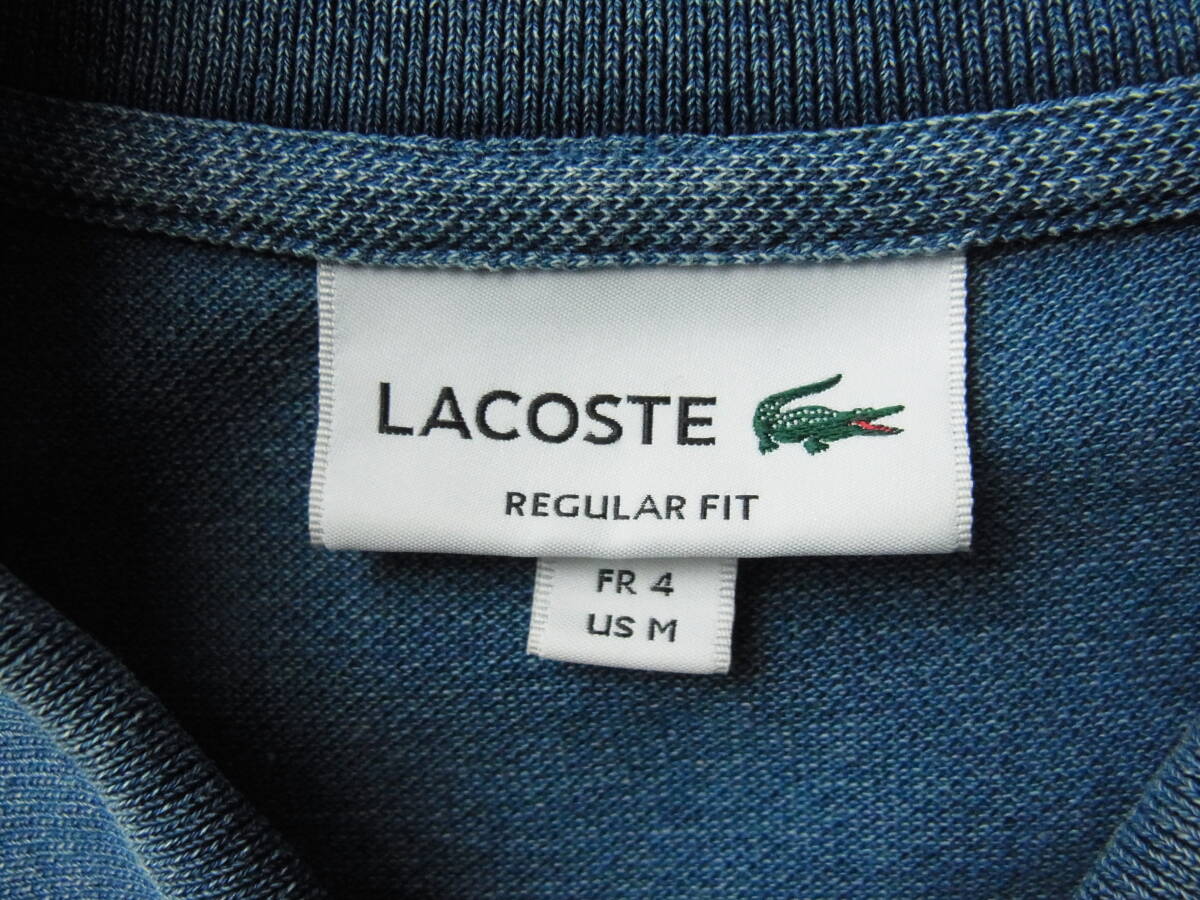 LACOSTE
REGULAR FIT
FR 4
US M